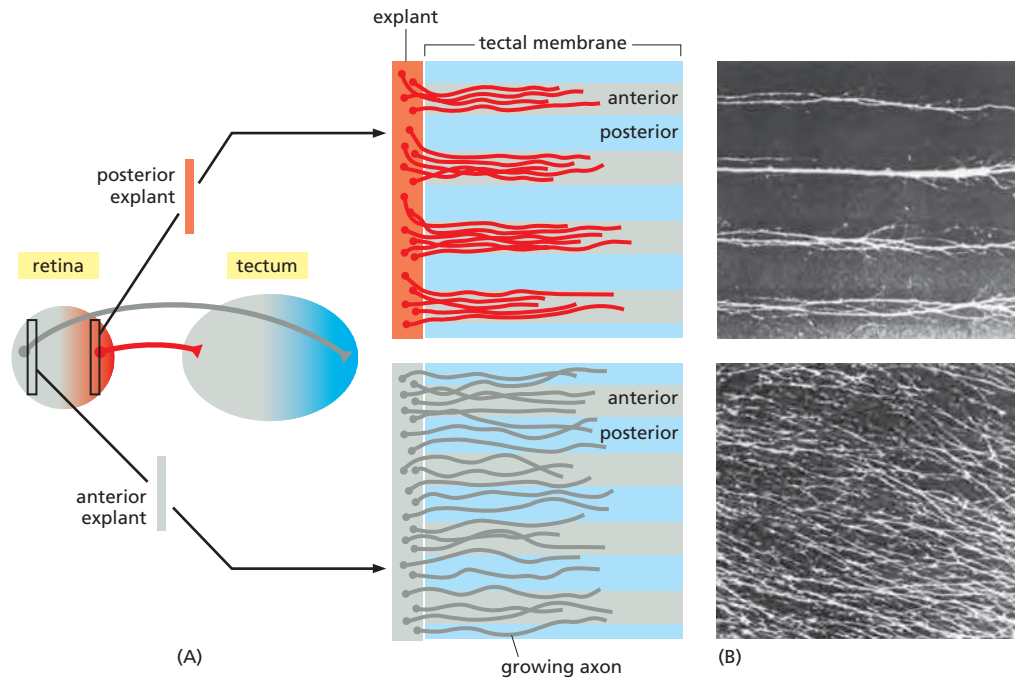 explant
tectal membrane
anterior
posterior
posterior
explant
retina
tectum
anterior
explant
anterior
posterior
growing axon
(A)
(B)